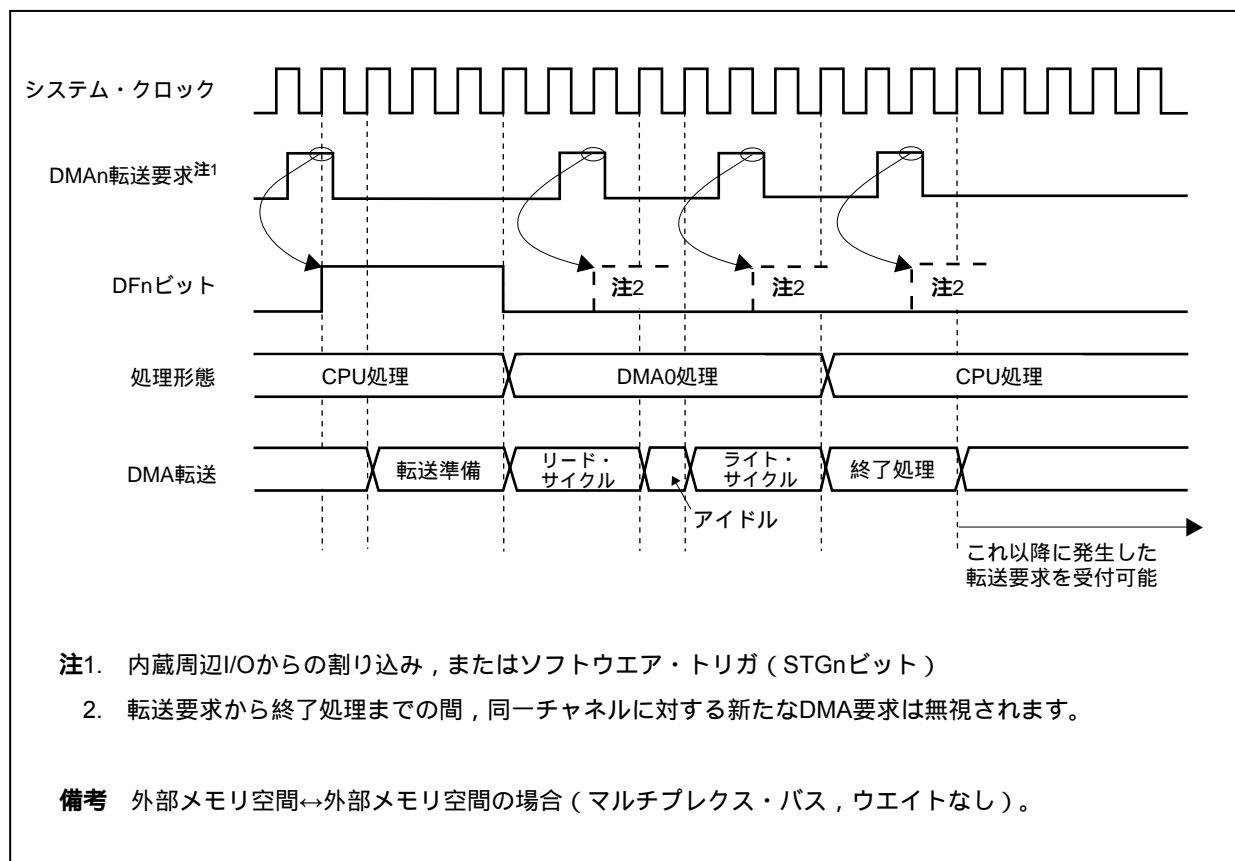 システム・クロック
DMAn転送要求注1
DFnビット
注2
注2
注2
処理形態
CPU処理
DMA0処理
CPU処理
DMA転送
転送準備
リード・
サイクル
ライト・
サイクル
終了処理
アイドル
これ以降に発生した
転送要求を受付可能
注1. 内蔵周辺I/Oからの割り込み，またはソフトウエア・トリガ（STGnビット）
2. 転送要求から終了処理までの間，同一チャネルに対する新たなDMA要求は無視されます。
備考 外部メモリ空間↔外部メモリ空間の場合（マルチプレクス・バス，ウエイトなし）。